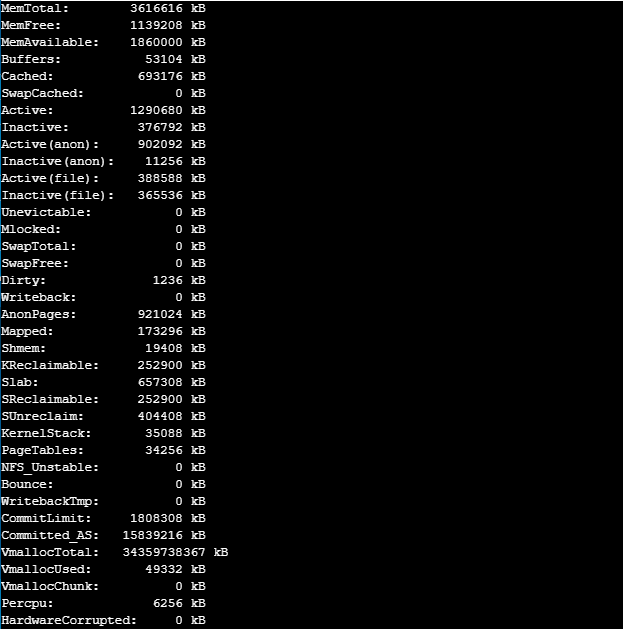 MemTotal:        3616616 kB
MemFree:         1139208 kB
MemAvailable:    1860000 kB
Buffers:           53104 kB
Cached:           693176 kB
SwapCached:            0 kB
Active:          1290680 kB
Inactive:         376792 kB
Active(anon):     902092 kB
Inactive(anon):    11256 kB
Active(file):     388588 kB
Inactive(file):   365536 kB
Unevictable:           0 kB
Mlocked:               0 kB
SwapTotal:             0 kB
SwapFree:              0 kB
Dirty:              1236 kB
Writeback:             0 kB
AnonPages:        921024 kB
Mapped:           173296 kB
Shmem:             19408 kB
KReclaimable:     252900 kB
Slab:             657308 kB
SReclaimable:     252900 kB
SUnreclaim:       404408 kB
KernelStack:       35088 kB
PageTables:        34256 kB
NFS_Unstable:          0 kB
Bounce:                0 kB
WritebackTmp:          0 kB
CommitLimit:     1808308 kB
Committed_AS:   15839216 kB
VmallocTotal:   34359738367 kB
VmallocUsed:       49332 kB
VmallocChunk:          0 kB
Percpu:             6256 kB
HardwareCorrupted:     0 kB